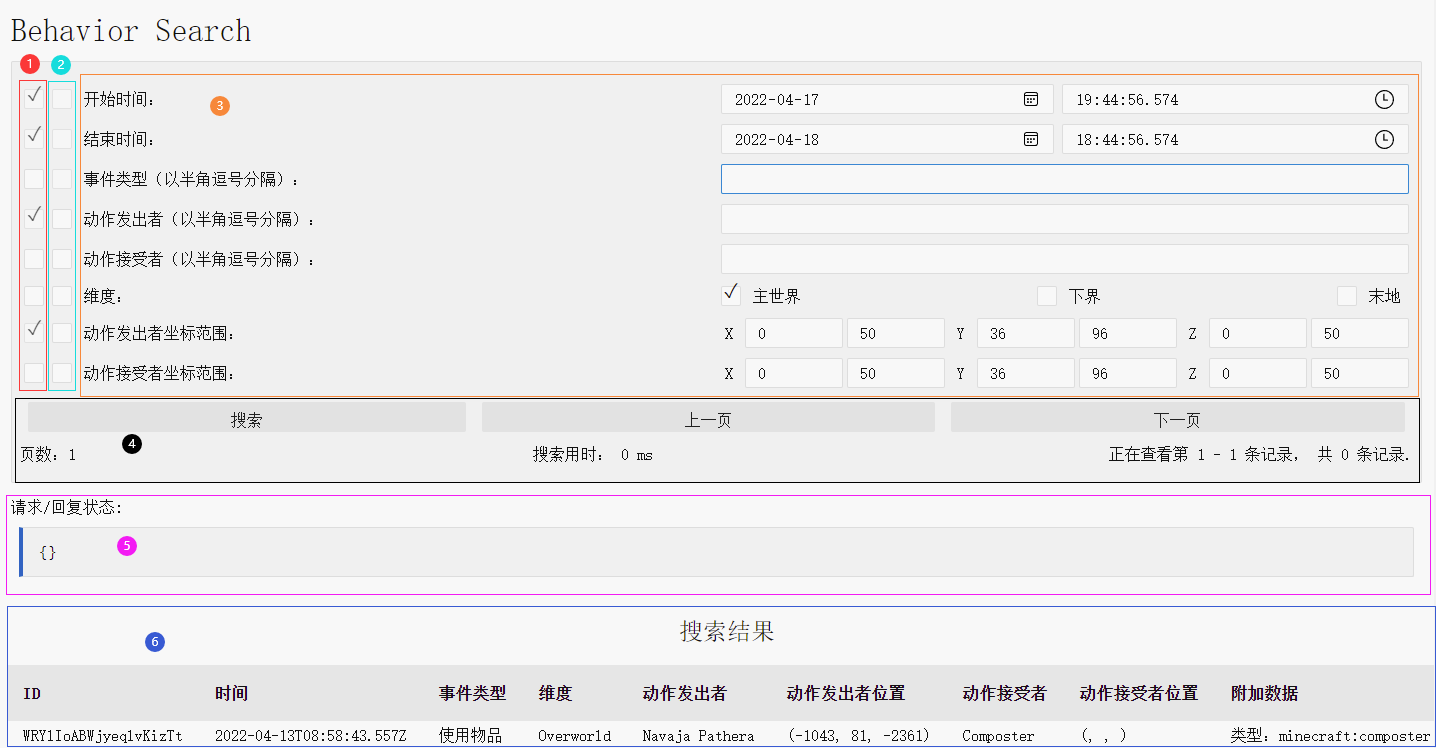 Behavior Search
1 2
开始时间: 3 2022-04-17 19:44:56.574
结束时间: 2022-04-18 18:44:56.574
事件类型（以半角逗号分隔）:
动作发出者（以半角逗号分隔）:
动作接受者（以半角逗号分隔）:
维度: 主世界 下界 末地
动作发出者坐标范围: X 0 50 Y 36 96 Z 0 50
动作接受者坐标范围: X 0 50 Y 36 96 Z 0 50
搜索 上一页 下一页
4
页数: 1 搜索用时: 0 ms 正在查看第 1 - 1 条记录, 共 0 条记录.
请求/回复状态:
{} 5
搜索结果
6
ID 时间 事件类型 维度 动作发出者 动作发出者位置 动作接受者 动作接受者位置 附加数据
WRY1IoABWjyeq1vKizTt 2022-04-13T08:58:43.557Z 使用物品 Overworld Navaja Pathera (-1043, 81, -2361) Composter (, , ) 类型: minecraft:composter